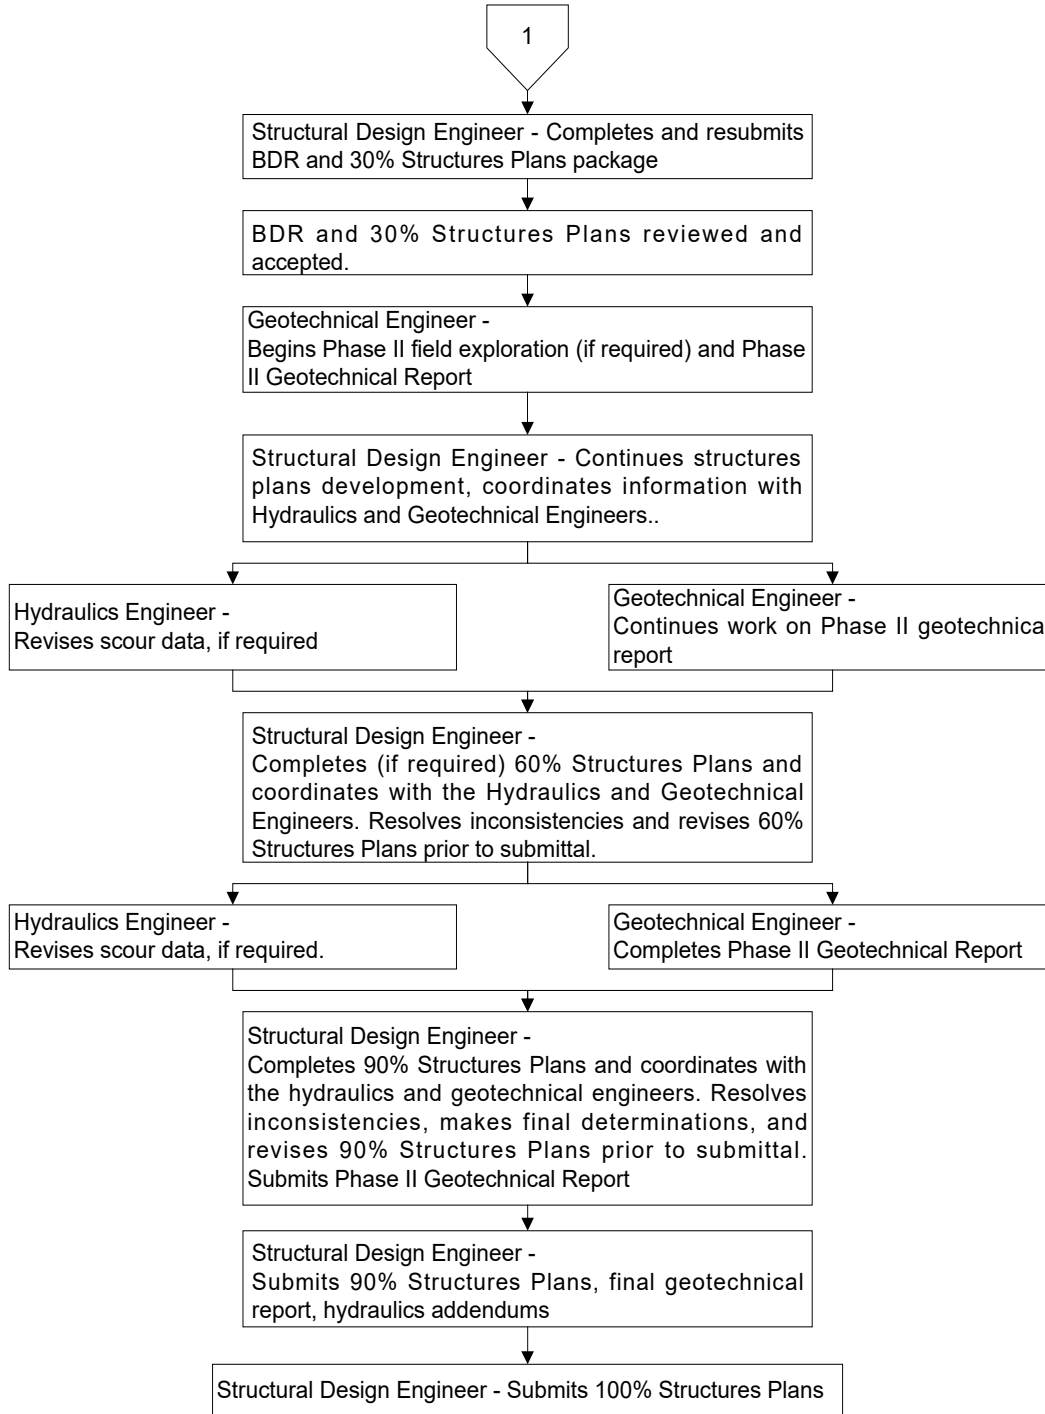 1
Structural Design Engineer - Completes and resubmits
BDR and 30% Structures Plans package
BDR and 30% Structures Plans reviewed and
accepted.
Geotechnical Engineer -
Begins Phase II field exploration (if required) and Phase
II Geotechnical Report
Structural Design Engineer - Continues structures
plans development, coordinates information with
Hydraulics and Geotechnical Engineers..
Hydraulics Engineer -
Revises scour data, if required
Geotechnical Engineer -
Continues work on Phase II geotechnica
report
Structural Design Engineer -
Completes (if required) 60% Structures Plans and
coordinates with the Hydraulics and Geotechnical
Engineers. Resolves inconsistencies and revises 60%
Structures Plans prior to submittal.
Hydraulics Engineer -
Revises scour data, if required.
Geotechnical Engineer -
Completes Phase II Geotechnical Report
Structural Design Engineer -
Completes 90% Structures Plans and coordinates with
the hydraulics and geotechnical engineers. Resolves
inconsistencies, makes final determinations, and
revises 90% Structures Plans prior to submittal.
Submits Phase II Geotechnical Report
Structural Design Engineer -
Submits 90% Structures Plans, final geotechnical
report, hydraulics addendums
Structural Design Engineer - Submits 100% Structures Plans